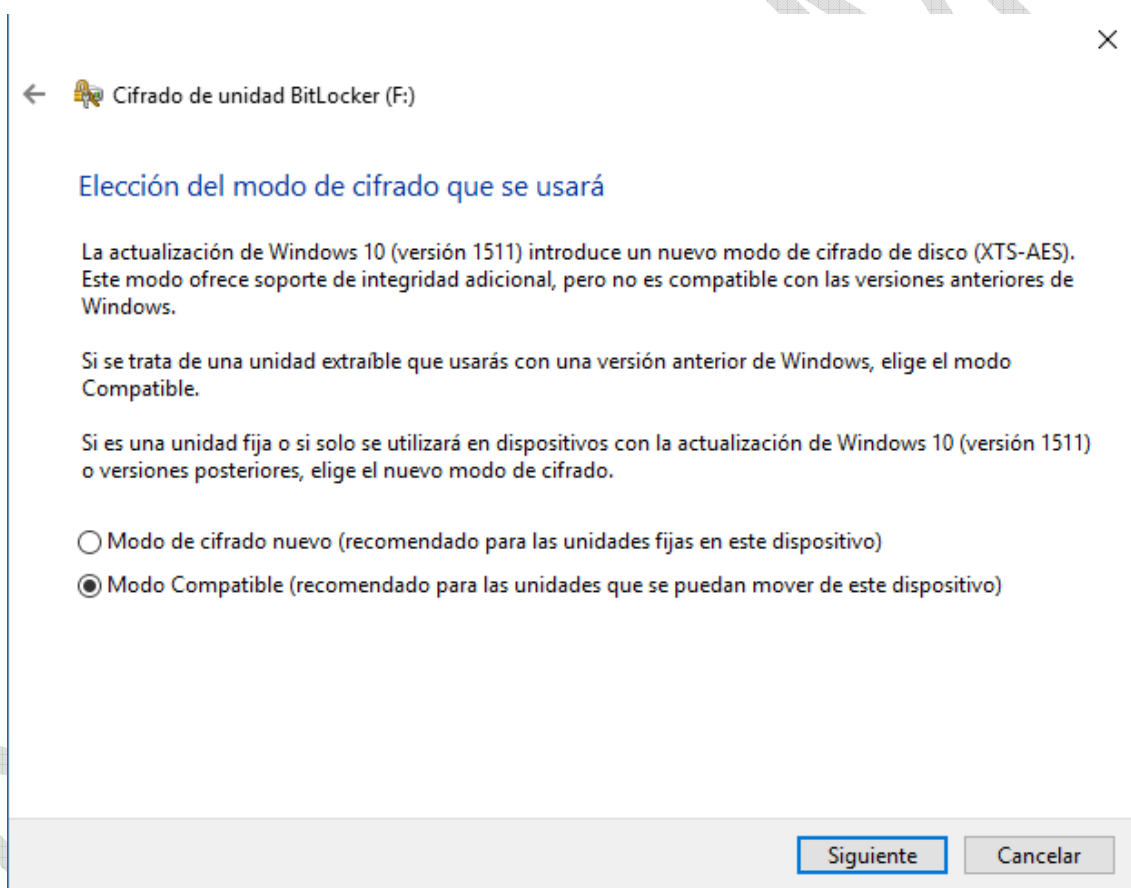 Cifrado de unidad BitLocker (F:)
Elección del modo de cifrado que se usará
La actualización de Windows 10 (versión 1511) introduce un nuevo modo de cifrado de disco (XTS-AES).
Este modo ofrece soporte de integridad adicional, pero no es compatible con las versiones anteriores de
Windows.
Si se trata de una unidad extraíble que usarás con una versión anterior de Windows, elige el modo
Compatible.
Si es una unidad fija o si solo se utilizará en dispositivos con la actualización de Windows 10 (versión 1511)
o versiones posteriores, elige el nuevo modo de cifrado.
Modo de cifrado nuevo (recomendado para las unidades fijas en este dispositivo)
Modo Compatible (recomendado para las unidades que se puedan mover de este dispositivo)
Siguiente Cancelar